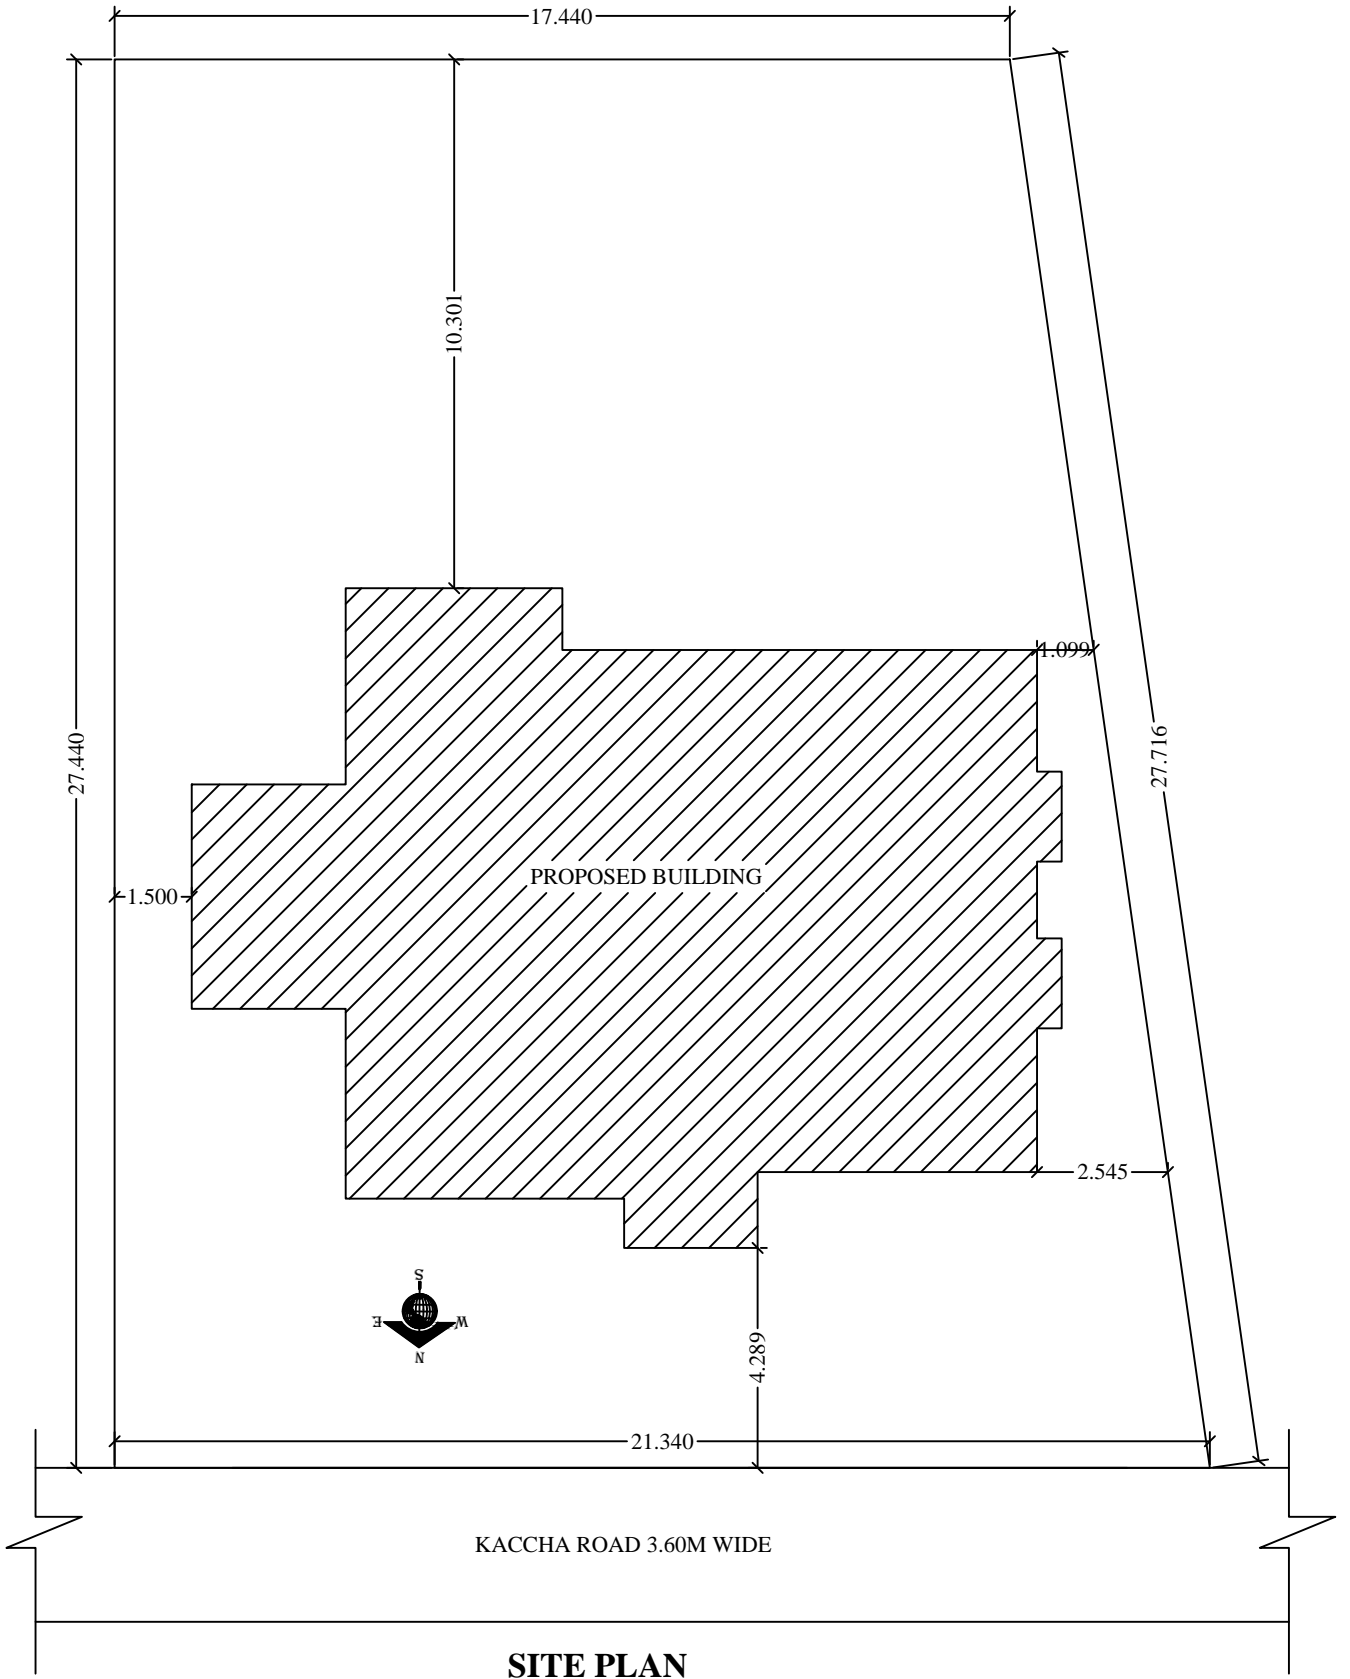 17.440
10.301
1.099
27.716
27.440
PROPOSED BUILDING
1.500
2.545
S
E
W
N
4.289
21.340
KACCHA ROAD 3.60M WIDE
SITE PLAN